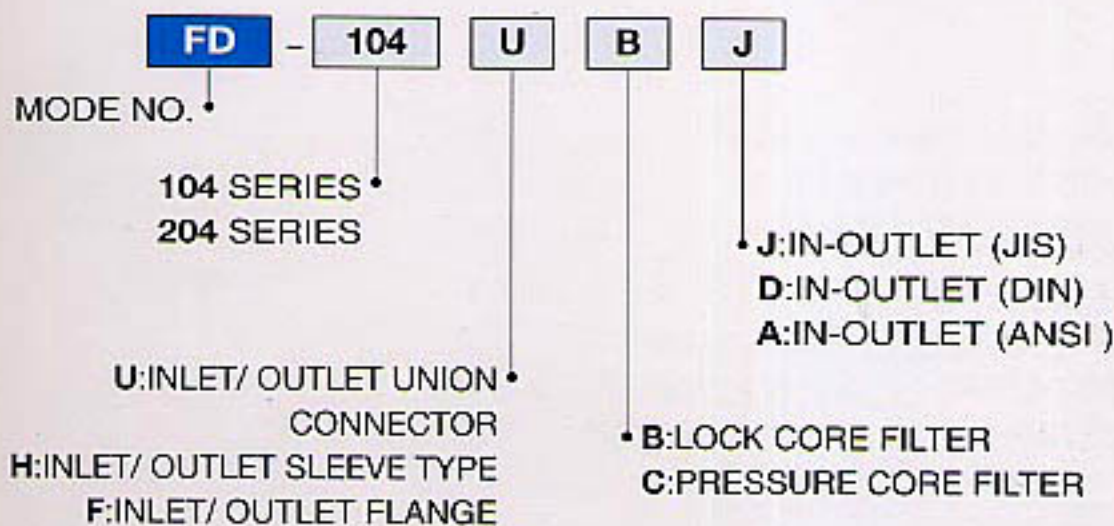 FD - 104 U B J
MODE NO.
104 SERIES
204 SERIES
J:IN-OUTLET (JIS)
D:IN-OUTLET (DIN)
A:IN-OUTLET (ANSI )
U:INLET/ OUTLET UNION
CONNECTOR
H:INLET/ OUTLET SLEEVE TYPE
F:INLET/ OUTLET FLANGE
B:LOCK CORE FILTER
C:PRESSURE CORE FILTER